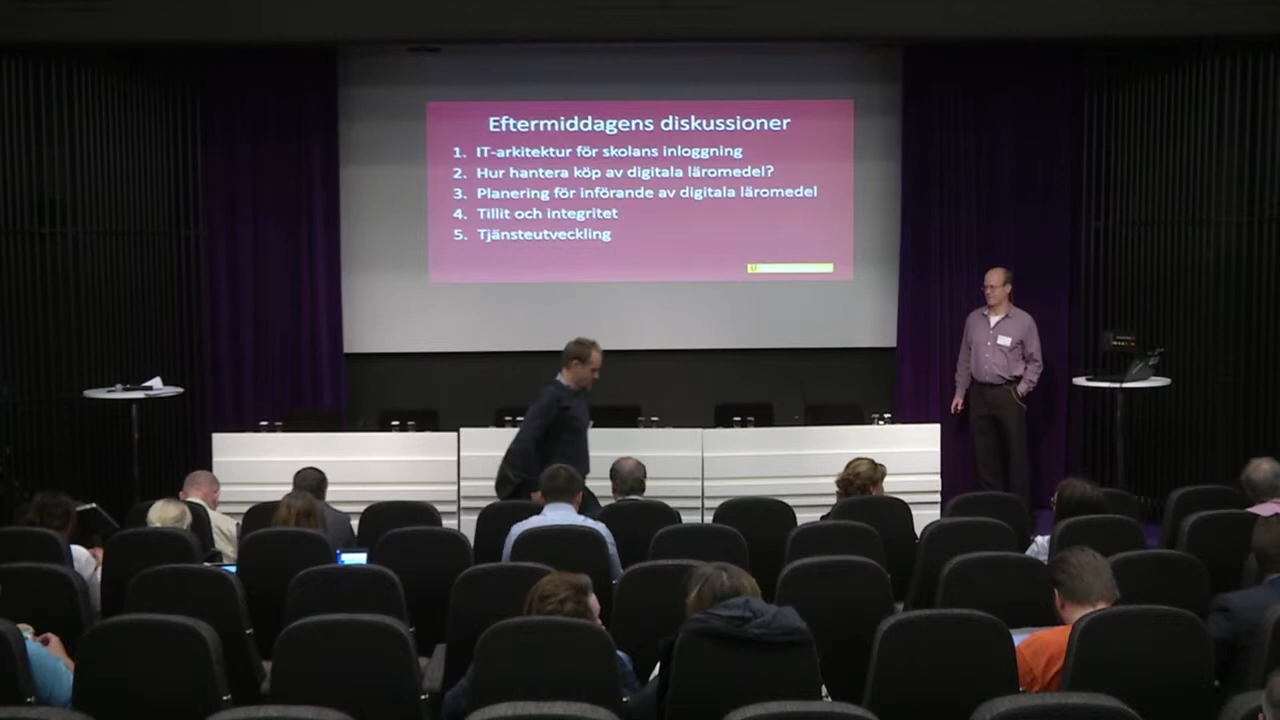 Eftermiddagens diskussioner
1. IT-arkitektur för skolans inloggning
2. Hur hantera köp av digitala läromedel?
3. Planering för införande av digitala läromedel
4. Tillit och integritet
5. Tjänsteutveckling